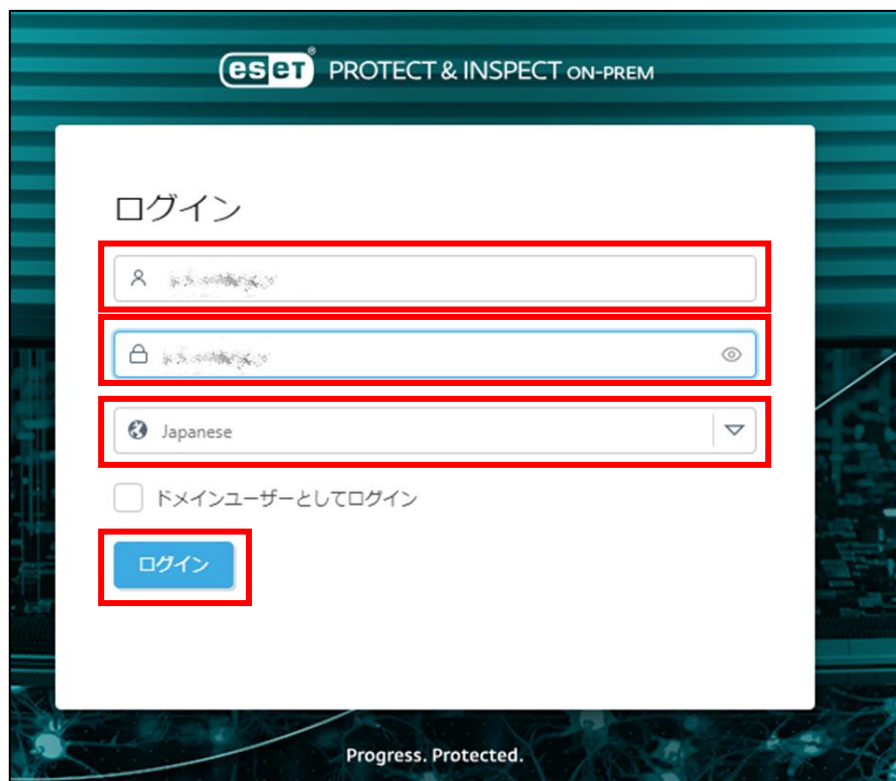 eset® PROTECT & INSPECT ON-PREM
ログイン
Japanese
ドメインユーザーとしてログイン
ログイン
Progress. Protected.